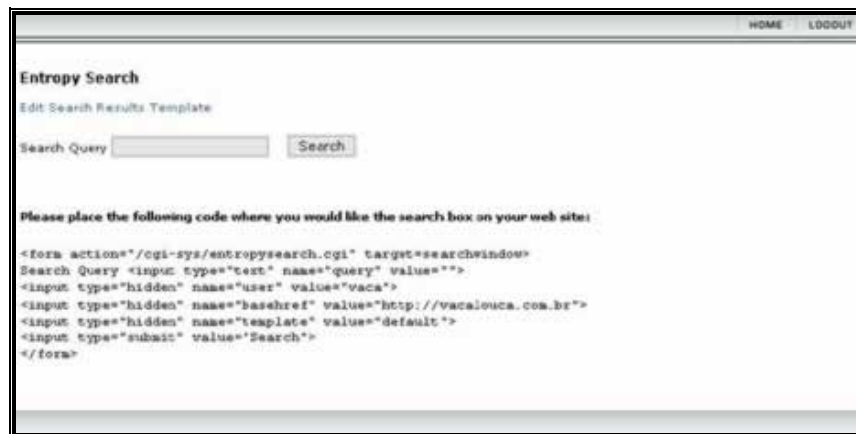 HOME LOGOUT
Entropy Search
Edit Search Results Template
Search Query Search
Please place the following code where you would like the search box on your web site:
<form action="/cgi-sys/entropysearch.cgi" target=searchwindow>
Search Query <input type="text" name="query" value="">
<input type="hidden" name="user" value="vaca">
<input type="hidden" name="basehref" value="http://vacalouca.com.br">
<input type="hidden" name="template" value="default">
<input type="submit" value="Search">
</form>